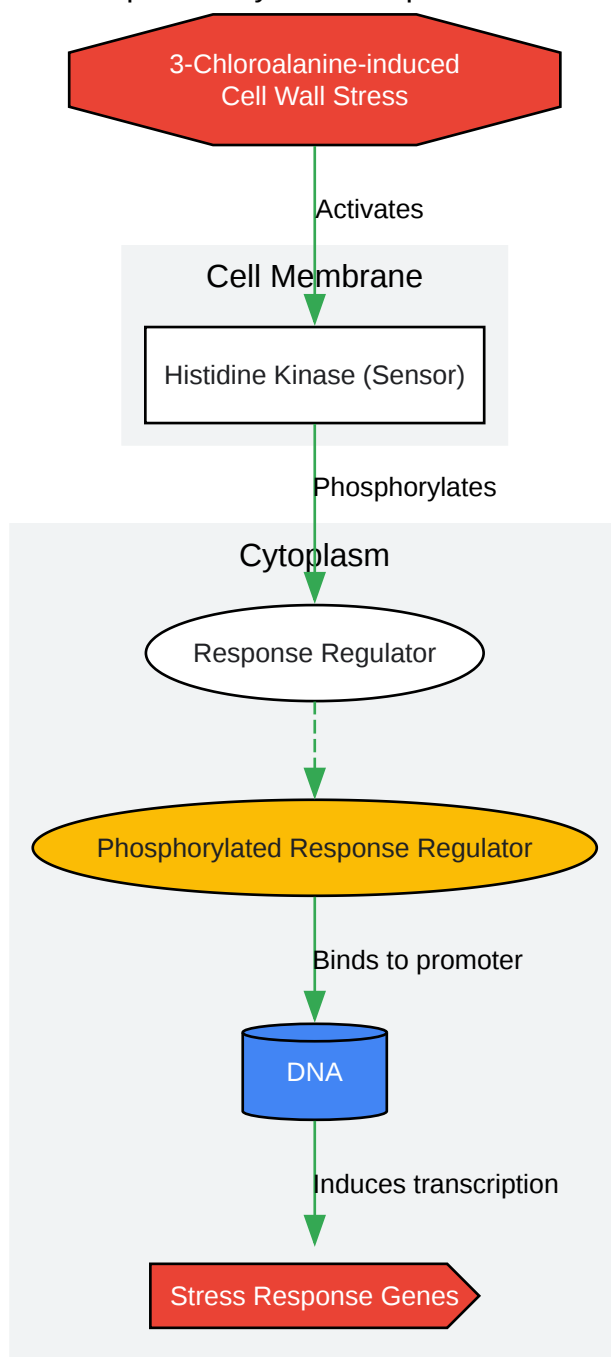 3-Chloroalanine-induced
Cell Wall Stress
Activates
Cell Membrane
Histidine Kinase (Sensor)
Phosphorylates
Cytoplasm
Response Regulator
Phosphorylated Response Regulator
Binds to promoter
DNA
Induces transcription
Stress Response Genes